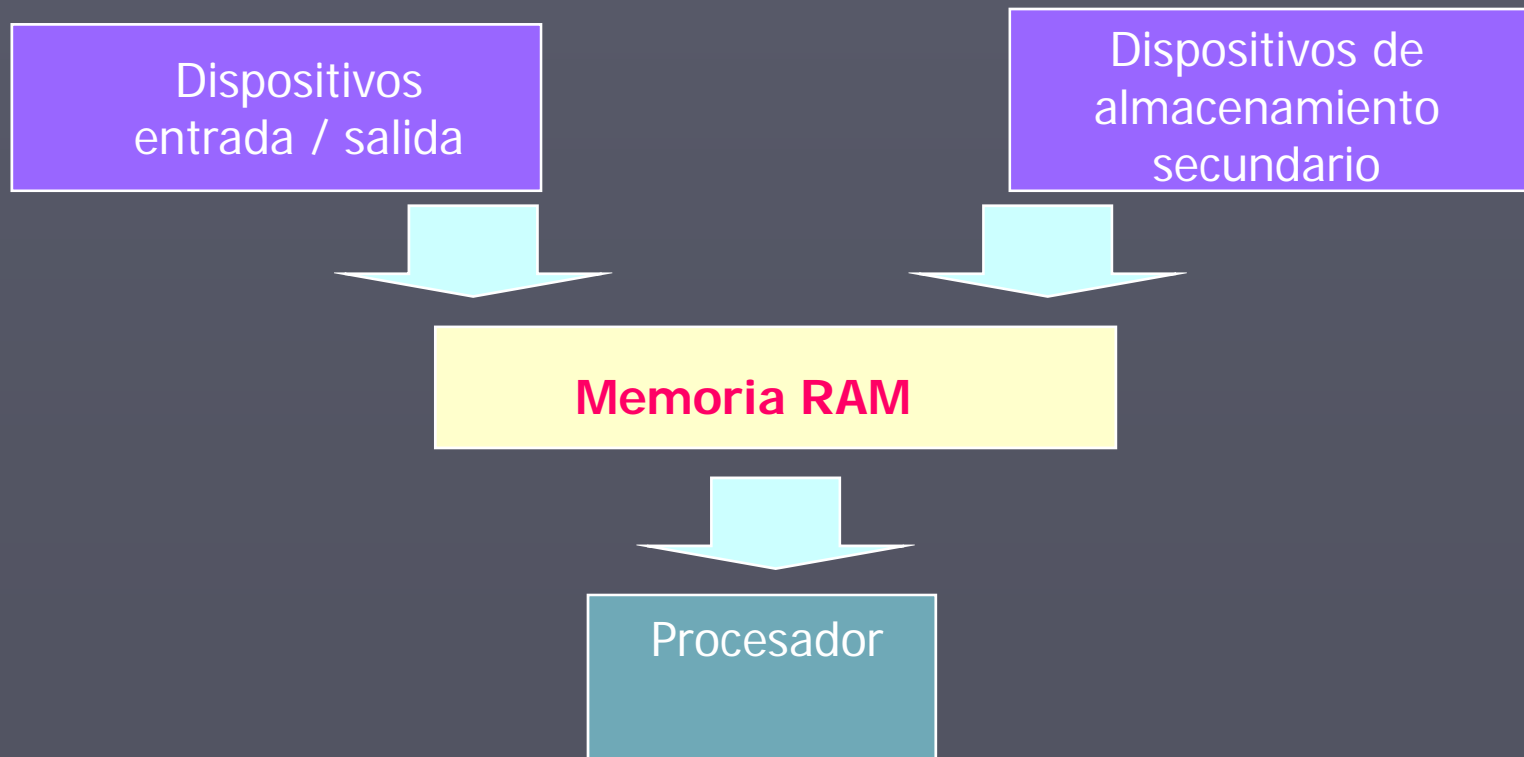 Dispositivos
entrada / salida
Dispositivos de
almacenamiento
secundario
Memoria RAM
Procesador